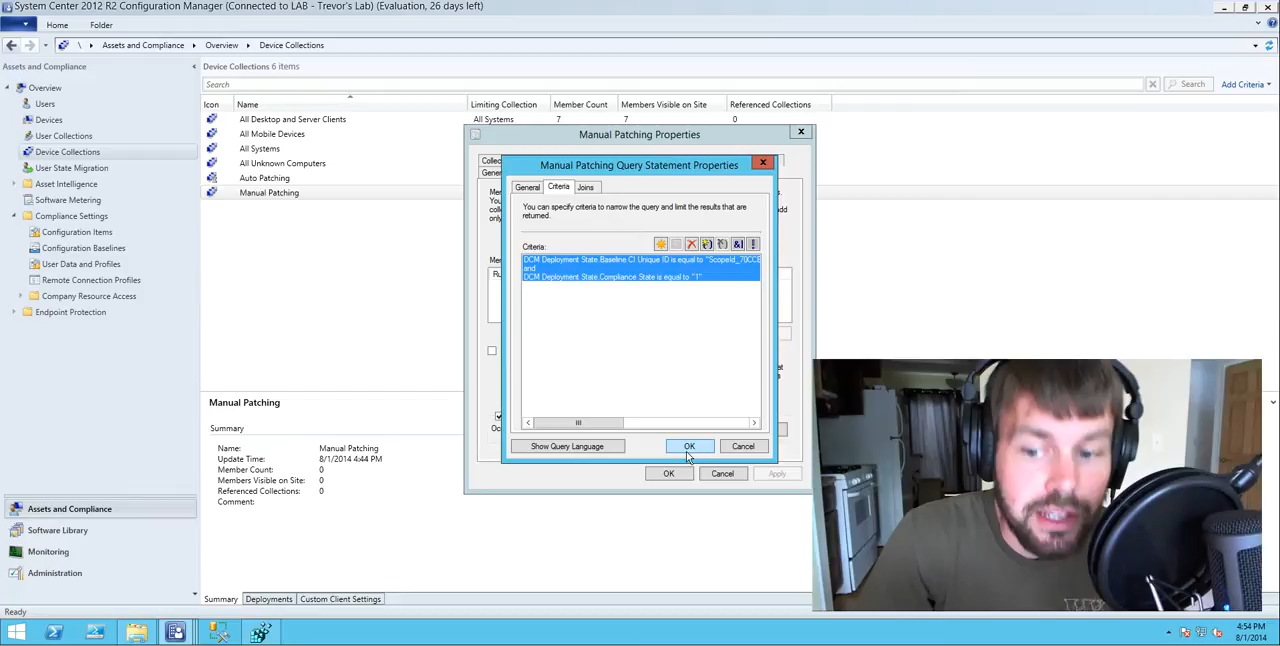 System Center 2012 R2 Configuration Manager (Connected to LAB - Trevor's Lab) (Evaluation, 26 days left)
Home Folder
\ Assets and Compliance Overview Device Collections
Assets and Compliance
Overview
Users
Devices
User Collections
Device Collections
User State Migration
Asset Intelligence
Software Metering
Compliance Settings
Configuration Items
Configuration Baselines
User Data and Profiles
Remote Connection Profiles
Company Resource Access
Endpoint Protection
Assets and Compliance
Software Library
Monitoring
Administration
Ready
Device Collections 6 items
Search Search Add Criteria
Icon Name Limiting Collection Member Count Members Visible on Site Referenced Collections
All Desktop and Server Clients All Systems 7 7 0
All Mobile Devices
All Systems
All Unknown Computers
Auto Patching
Manual Patching
Manual Patching Properties
Manual Patching Query Statement Properties
General Criteria Joins
You can specify criteria to narrow the query and limit the results that are
returned.
Criteria:
DCM Deployment State.Baseline CI Unique ID is equal to "ScopeId_70CCE
and
DCM Deployment State.Compliance State is equal to "1"
Show Query Language OK Cancel
OK Cancel Apply
Manual Patching
Summary
Name: Manual Patching
Update Time: 8/1/2014 4:44 PM
Member Count: 0
Members Visible on Site: 0
Referenced Collections: 0
Comment:
Summary Deployments Custom Client Settings
4:54 PM
8/1/2014